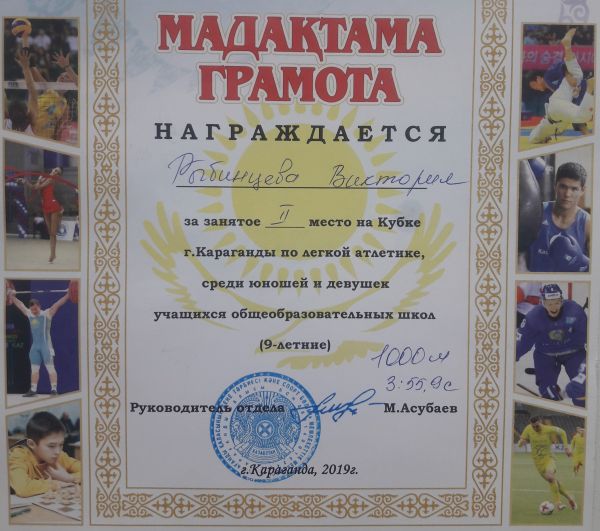 МАДАҚТАМА
ГРАМОТА
НАГРАЖДАЕТСЯ
Рыбинцева Виктория
за занятое II место на Кубке
г.Караганды по легкой атлетике,
среди юношей и девушек
учащихся общеобразовательных школ
(9-летние)
1000м
3:55,9с
Руководитель отдела М.Асубаев
г.Караганда, 2019г.